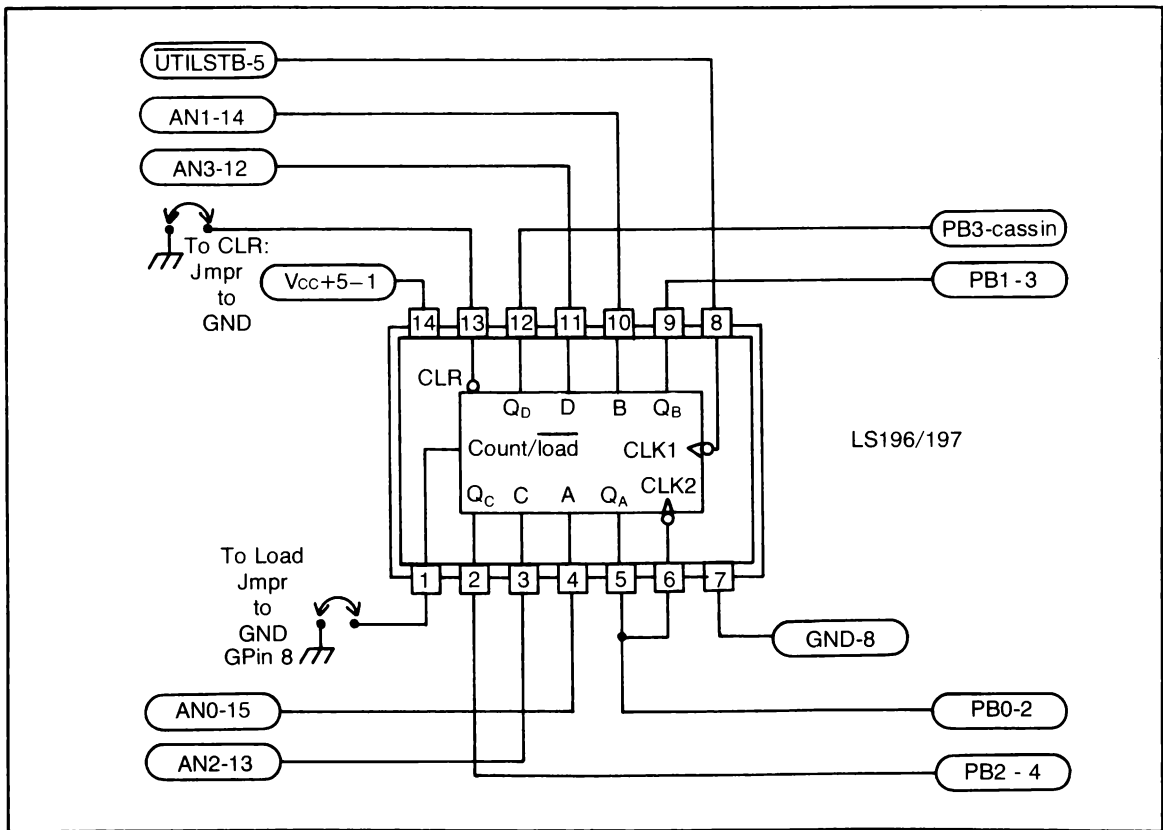 UTILSTB-5
AN1-14
AN3-12
To CLR:
Jmpr
to
GND
Vcc+5-1
PB3-cassin
PB1-3
14 13 12 11 10 9 8
CLR
QD D B QB
Count/load CLK1
CLK2
QC C A QA
LS196/197
1 2 3 4 5 6 7
To Load
Jmpr
to
GND
GPin 8
GND-8
AN0-15
AN2-13
PB0-2
PB2-4